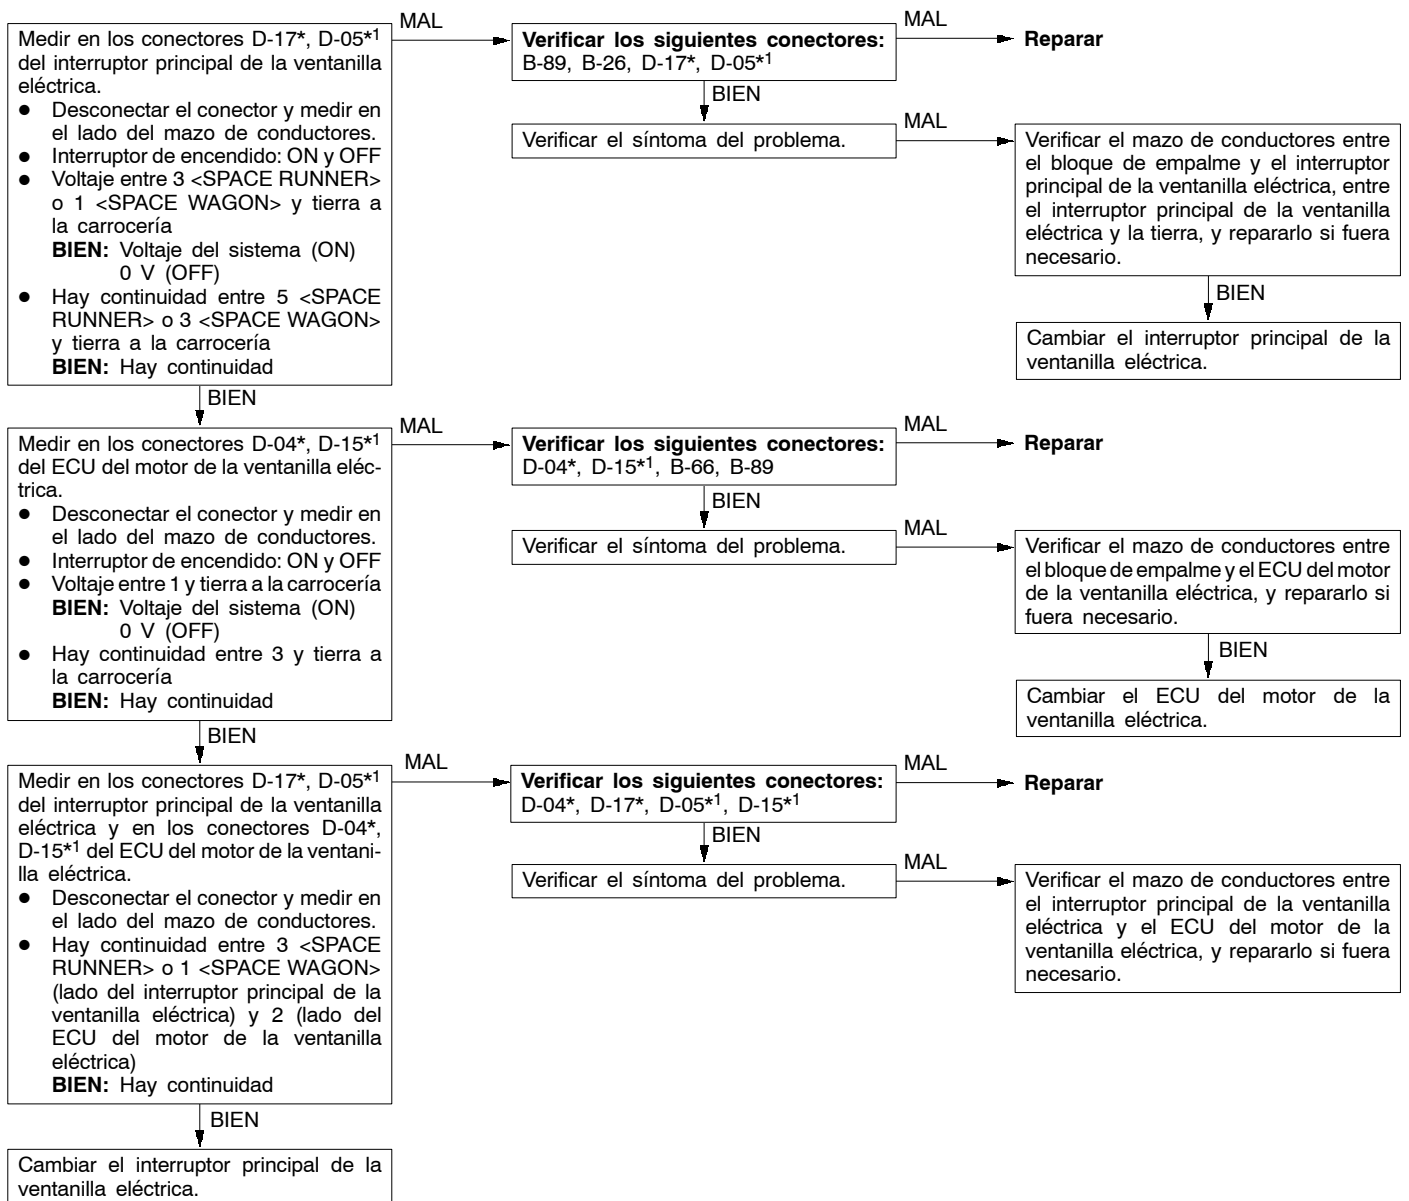 Medir en los conectores D-17*, D-05*1
del interruptor principal de la ventanilla
eléctrica.
● Desconectar el conector y medir en
el lado del mazo de conductores.
● Interruptor de encendido: ON y OFF
● Voltaje entre 3 <SPACE RUNNER>
o 1 <SPACE WAGON> y tierra a
la carrocería
BIEN: Voltaje del sistema (ON)
0 V (OFF)
● Hay continuidad entre 5 <SPACE
RUNNER> o 3 <SPACE WAGON>
y tierra a la carrocería
BIEN: Hay continuidad
MAL
Verificar los siguientes conectores:
B-89, B-26, D-17*, D-05*1
MAL
Reparar
BIEN
Verificar el síntoma del problema.
MAL
Verificar el mazo de conductores entre
el bloque de empalme y el interruptor
principal de la ventanilla eléctrica, entre
el interruptor principal de la ventanilla
eléctrica y la tierra, y repararlo si fuera
necesario.
BIEN
Cambiar el interruptor principal de la
ventanilla eléctrica.
BIEN
Medir en los conectores D-04*, D-15*1
del ECU del motor de la ventanilla eléc-
trica.
● Desconectar el conector y medir en
el lado del mazo de conductores.
● Interruptor de encendido: ON y OFF
● Voltaje entre 1 y tierra a la carrocería
BIEN: Voltaje del sistema (ON)
0 V (OFF)
● Hay continuidad entre 3 y tierra a
la carrocería
BIEN: Hay continuidad
MAL
Verificar los siguientes conectores:
D-04*, D-15*1, B-66, B-89
MAL
Reparar
BIEN
Verificar el síntoma del problema.
MAL
Verificar el mazo de conductores entre
el bloque de empalme y el ECU del motor
de la ventanilla eléctrica, y repararlo si
fuera necesario.
BIEN
Cambiar el ECU del motor de la
ventanilla eléctrica.
BIEN
Medir en los conectores D-17*, D-05*1
del interruptor principal de la ventanilla
eléctrica y en los conectores D-04*,
D-15*1 del ECU del motor de la ventani-
lla eléctrica.
● Desconectar el conector y medir en
el lado del mazo de conductores.
● Hay continuidad entre 3 <SPACE
RUNNER> o 1 <SPACE WAGON>
(lado del interruptor principal de la
ventanilla eléctrica) y 2 (lado del
ECU del motor de la ventanilla
eléctrica)
BIEN: Hay continuidad
MAL
Verificar los siguientes conectores:
D-04*, D-17*, D-05*1, D-15*1
MAL
Reparar
BIEN
Verificar el síntoma del problema.
MAL
Verificar el mazo de conductores entre
el interruptor principal de la ventanilla
eléctrica y el ECU del motor de la
ventanilla eléctrica, y repararlo si fuera
necesario.
BIEN
Cambiar el interruptor principal de la
ventanilla eléctrica.